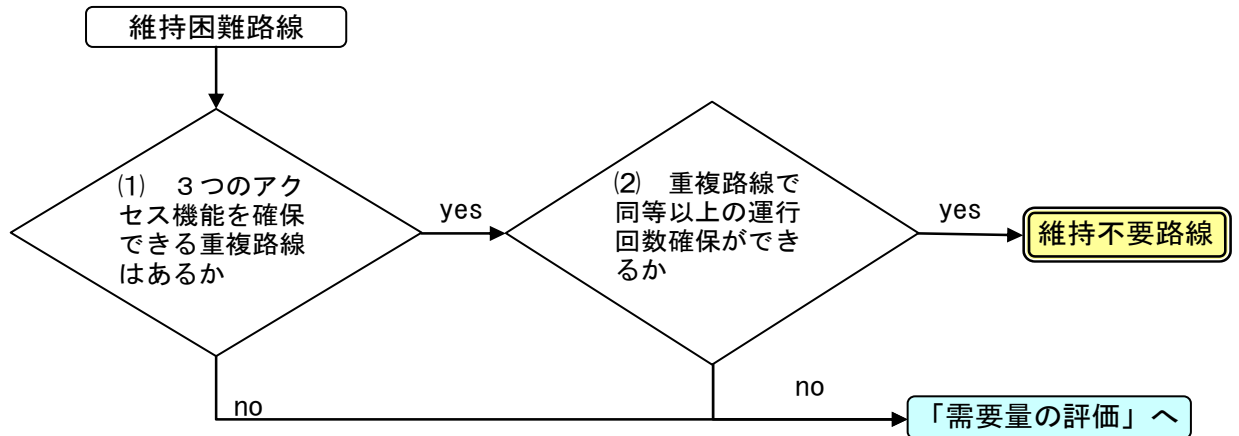 維持困難路線
⑴　３つのアク
セス機能を確保
できる重複路線
はあるか
yes
⑵　重複路線で
同等以上の運行
回数確保ができ
るか
yes
維持不要路線
no
no
「需要量の評価」へ